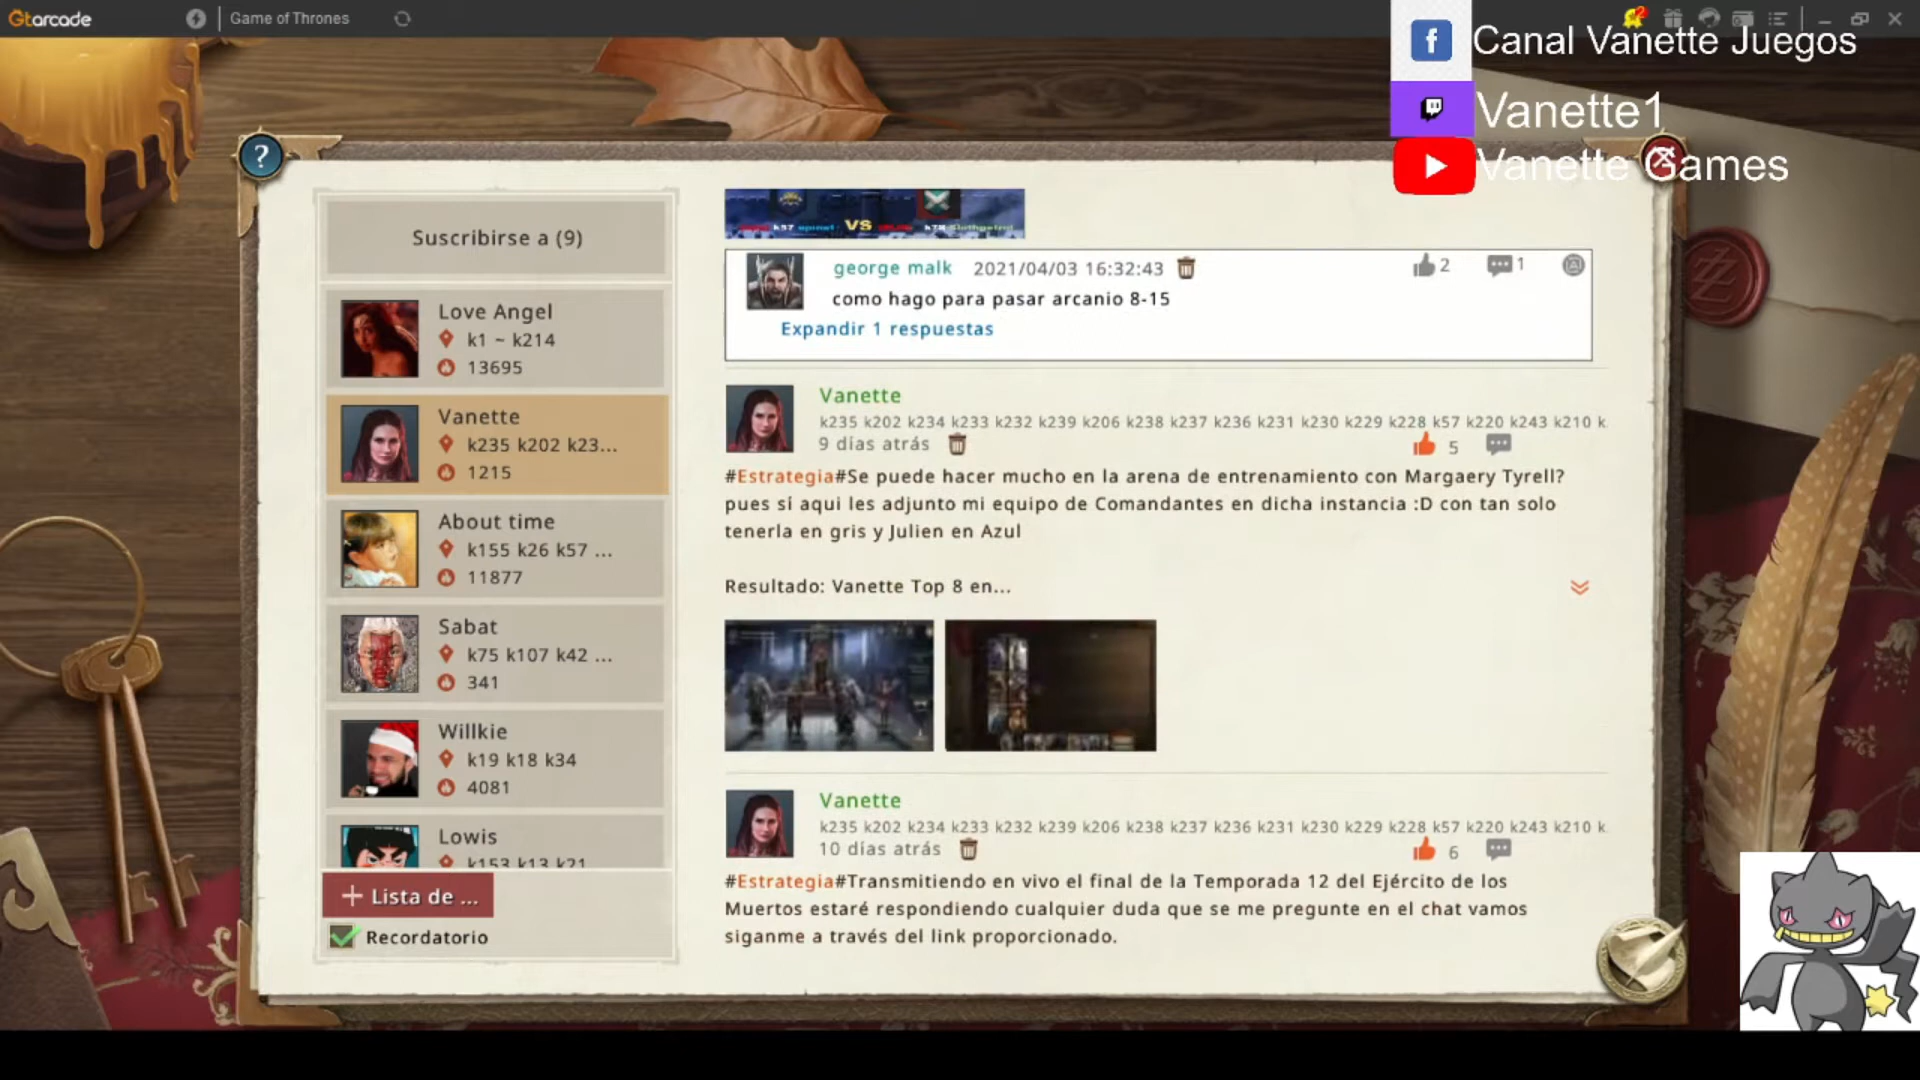 Gtarcade
Game of Thrones
2
Canal Vanette Juegos
Vanette1
Vanette Games
?
Suscribirse a (9)
Love Angel
k1 ~ k214
13695
Vanette
k235 k202 k23...
1215
About time
k155 k26 k57 ...
11877
Sabat
k75 k107 k42 ...
341
Willkie
k19 k18 k34
4081
Lowis
k153 k13 k21
+ Lista de ...
Recordatorio
k57 VS k78
george malk 2021/04/03 16:32:43 2 1
como hago para pasar arcanio 8-15
Expandir 1 respuestas
Vanette
k235 k202 k234 k233 k232 k239 k206 k238 k237 k236 k231 k230 k229 k228 k57 k220 k243 k210 k.
9 días atrás 5
#Estrategia#Se puede hacer mucho en la arena de entrenamiento con Margaery Tyrell?
pues sí aqui les adjunto mi equipo de Comandantes en dicha instancia :D con tan solo
tenerla en gris y Julien en Azul
Resultado: Vanette Top 8 en...
Vanette
k235 k202 k234 k233 k232 k239 k206 k238 k237 k236 k231 k230 k229 k228 k57 k220 k243 k210 k.
10 días atrás 6
#Estrategia#Transmitiendo en vivo el final de la Temporada 12 del Ejército de los
Muertos estaré respondiendo cualquier duda que se me pregunte en el chat vamos
siganme a través del link proporcionado.